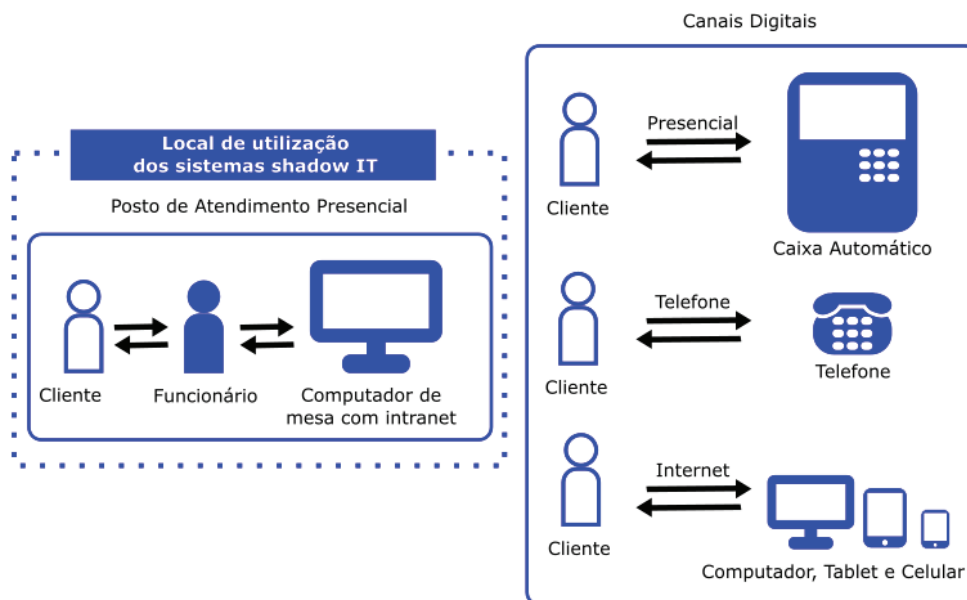 Local de utilização
dos sistemas shadow IT
Posto de Atendimento Presencial
Cliente
Funcionário
Computador de
mesa com intranet
Canais Digitais
Presencial
Cliente
Caixa Automático
Telefone
Cliente
Telefone
Internet
Cliente
Computador, Tablet e Celular